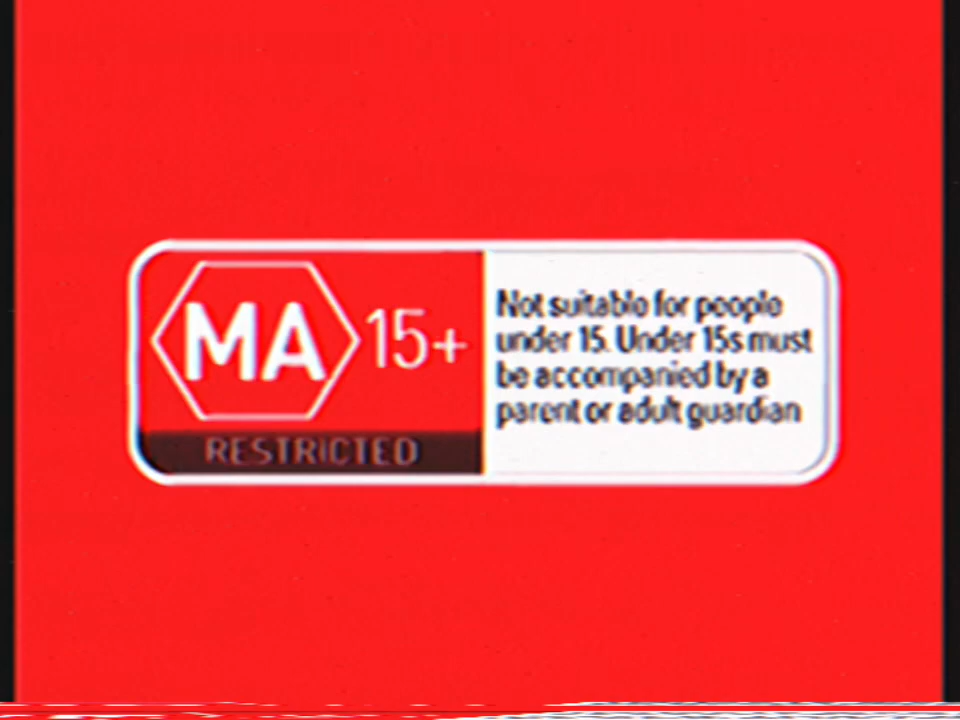 MA 15+
RESTRICTED
Not suitable for people
under 15. Under 15s must
be accompanied by a
parent or adult guardian